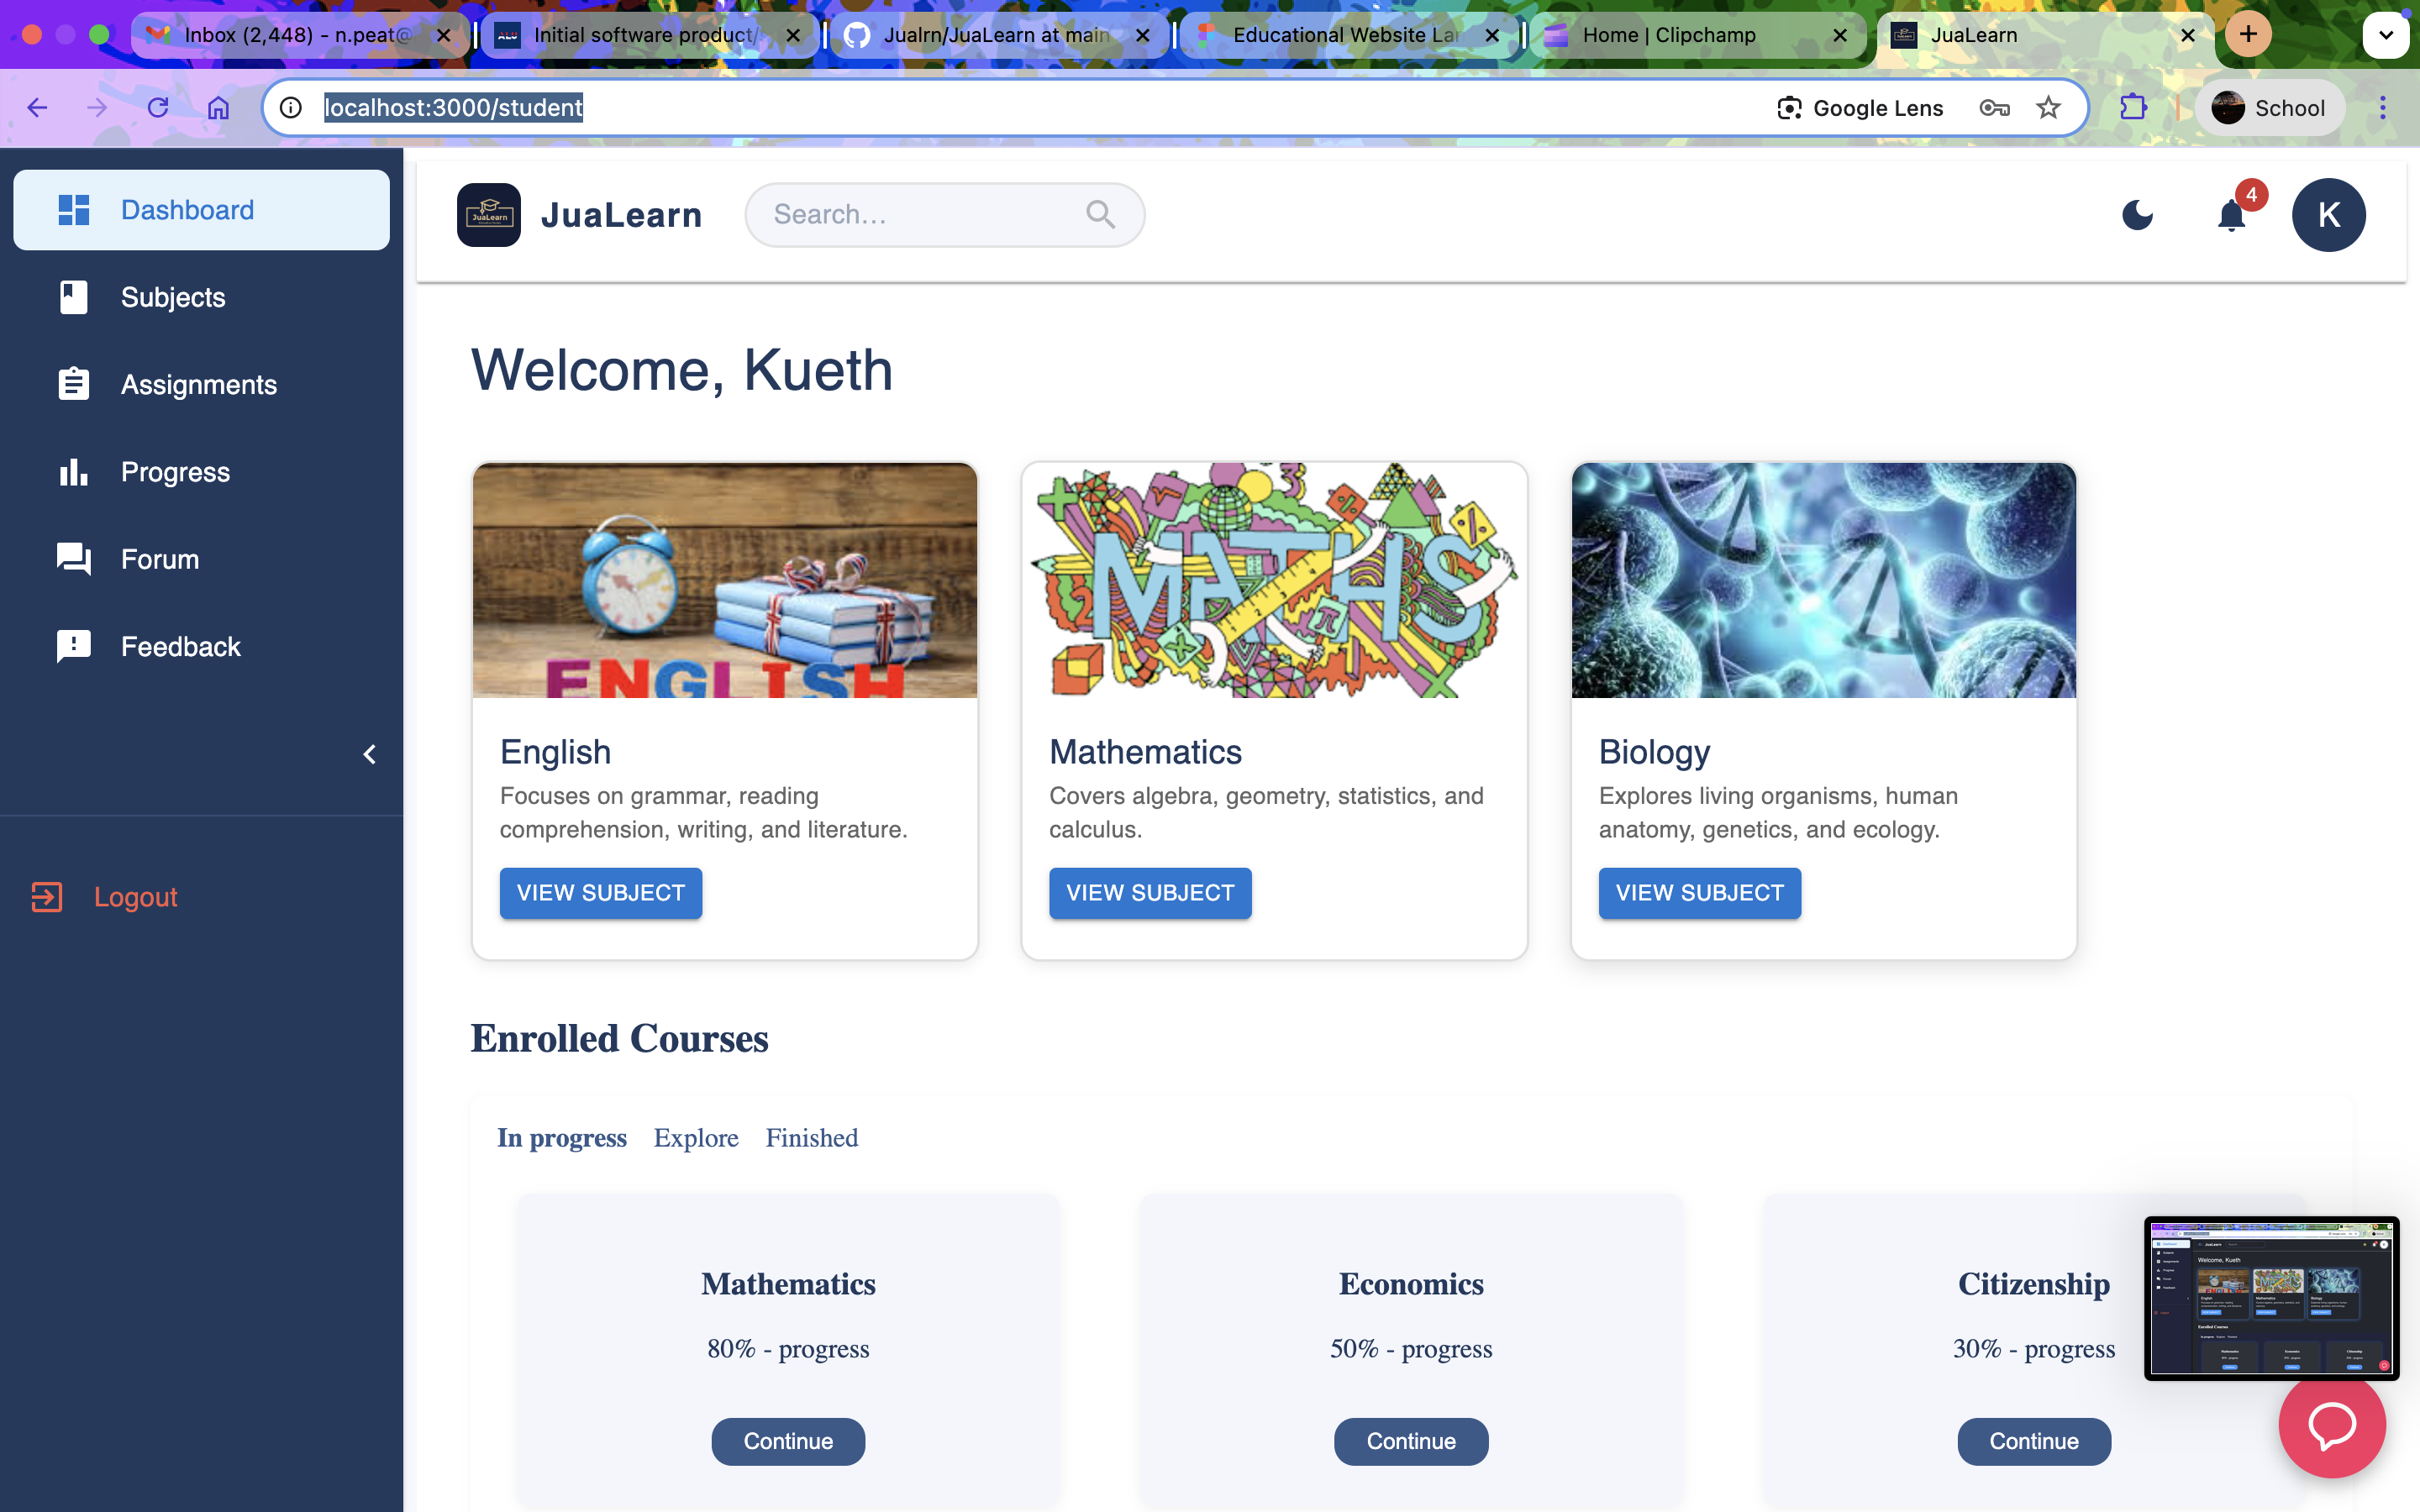 Inbox (2,448) - n.peat@
Initial software product/
Jualrn/JuaLearn at main
Educational Website Lan
Home | Clipchamp
JuaLearn
localhost:3000/student
Google Lens
School
Dashboard
Subjects
Assignments
Progress
Forum
Feedback
Logout
JuaLearn
JuaLearn
Search...
4
K
Welcome, Kueth
ENGLISH
MATHS
English
Focuses on grammar, reading
comprehension, writing, and literature.
VIEW SUBJECT
Mathematics
Covers algebra, geometry, statistics, and
calculus.
VIEW SUBJECT
Biology
Explores living organisms, human
anatomy, genetics, and ecology.
VIEW SUBJECT
Enrolled Courses
In progress
Explore
Finished
Mathematics
80% - progress
Continue
Economics
50% - progress
Continue
Citizenship
30% - progress
Continue
Welcome, Kueth